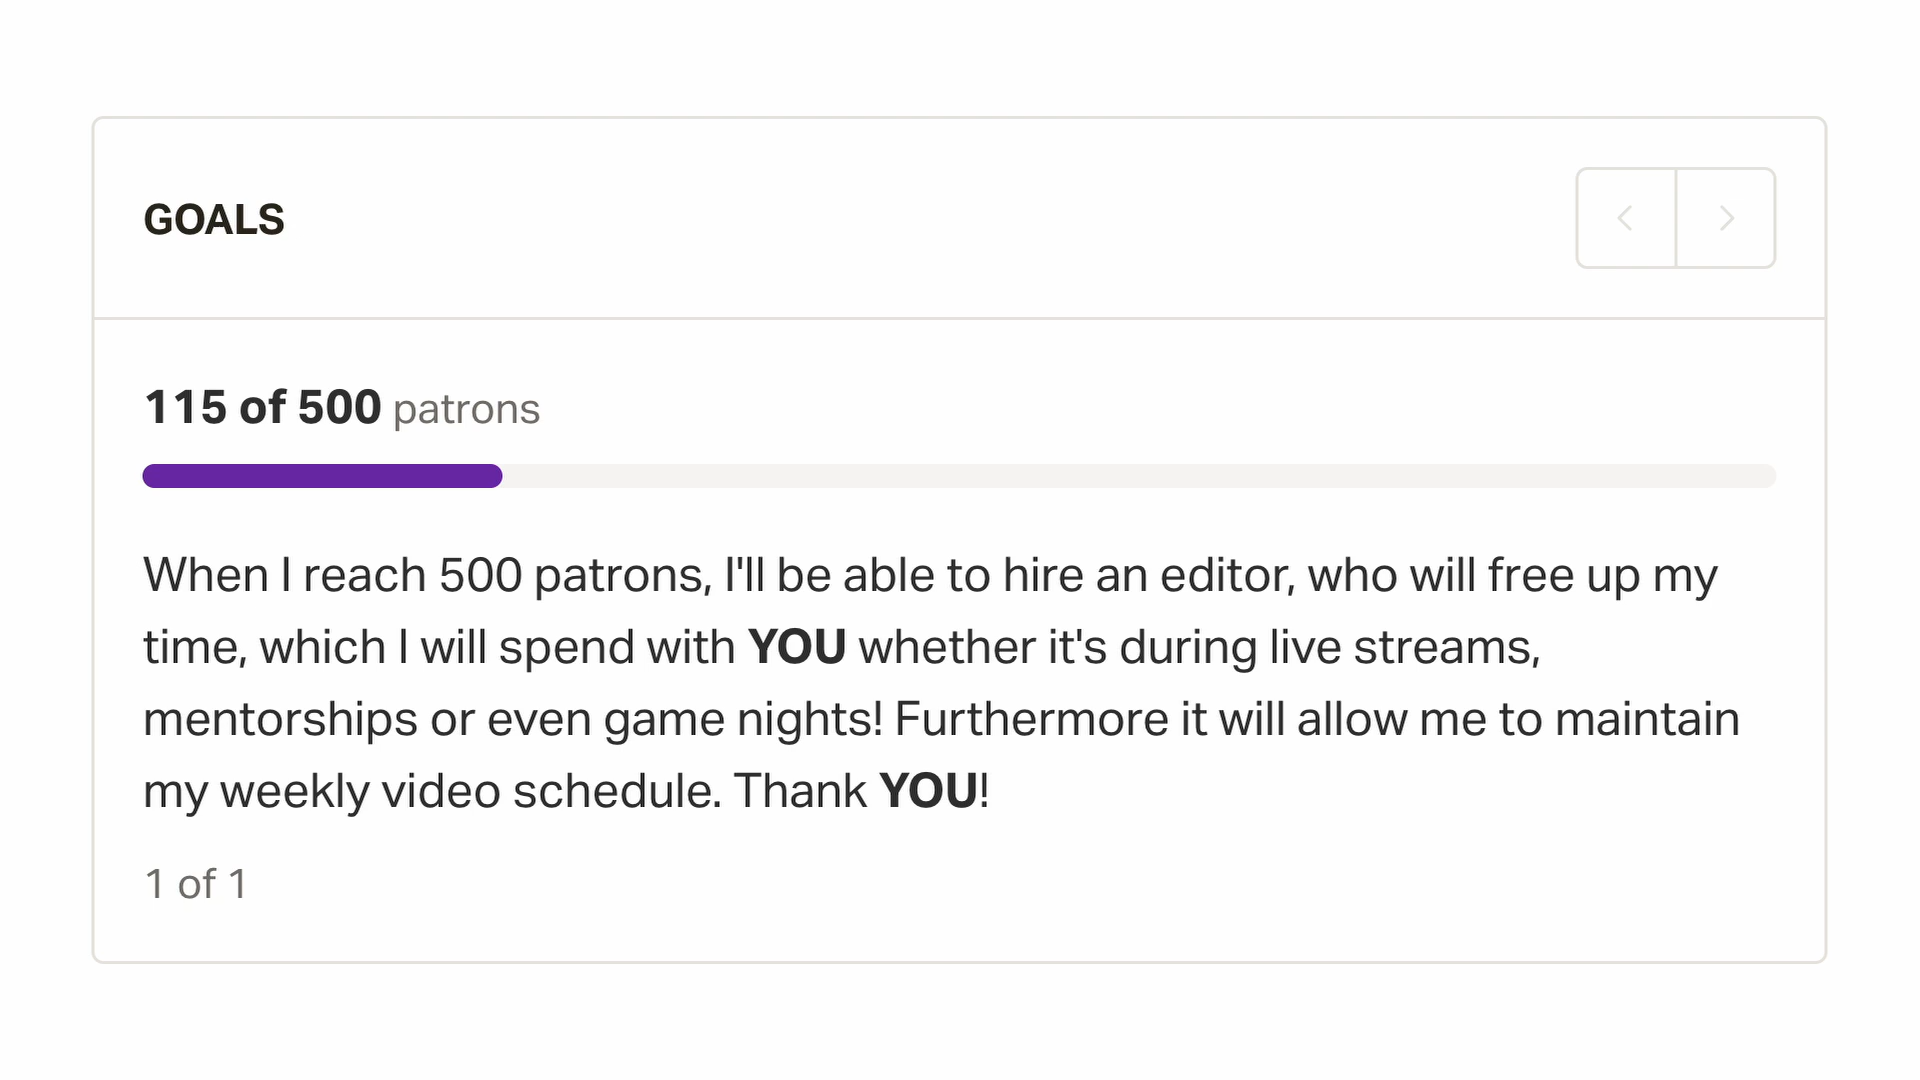 GOALS
115 of 500 patrons
When I reach 500 patrons, I'll be able to hire an editor, who will free up my
time, which I will spend with YOU whether it's during live streams,
mentorships or even game nights! Furthermore it will allow me to maintain
my weekly video schedule. Thank YOU!
1 of 1